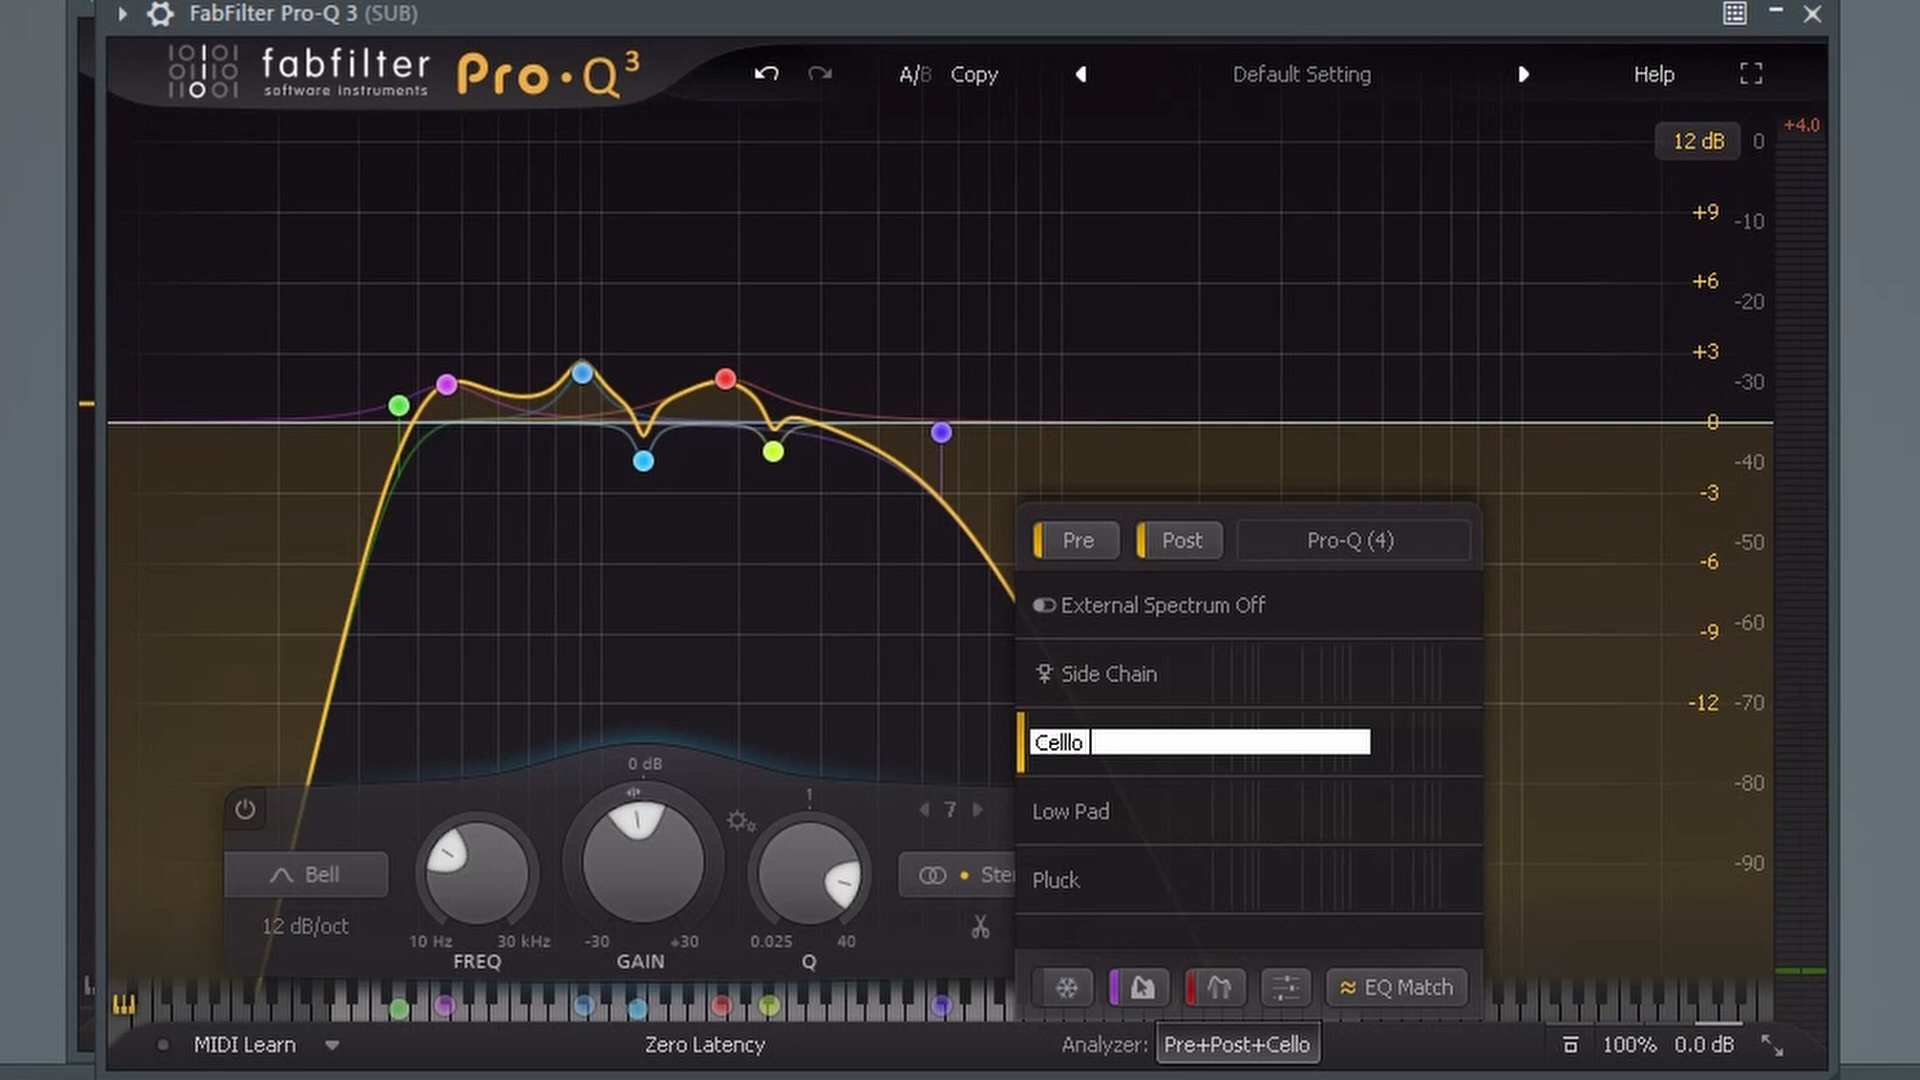 FabFilter Pro-Q 3 (SUB)
fabfilter
software instruments
Pro·Q3
A/B Copy
Default Setting
Help
+4.0
12 dB 0
+9 -10
+6 -20
+3 -30
0 -40
-3 -50
-6
-9 -60
-12 -70
-80
-90
Pre Post Pro-Q (4)
External Spectrum Off
Side Chain
Celllo
Low Pad
Pluck
EQ Match
0 dB
1
7
Bell
12 dB/oct
Ste
10 Hz 30 kHz
FREQ
-30 +30
GAIN
0.025 40
Q
MIDI Learn
Zero Latency
Analyzer: Pre+Post+Cello
100% 0.0 dB